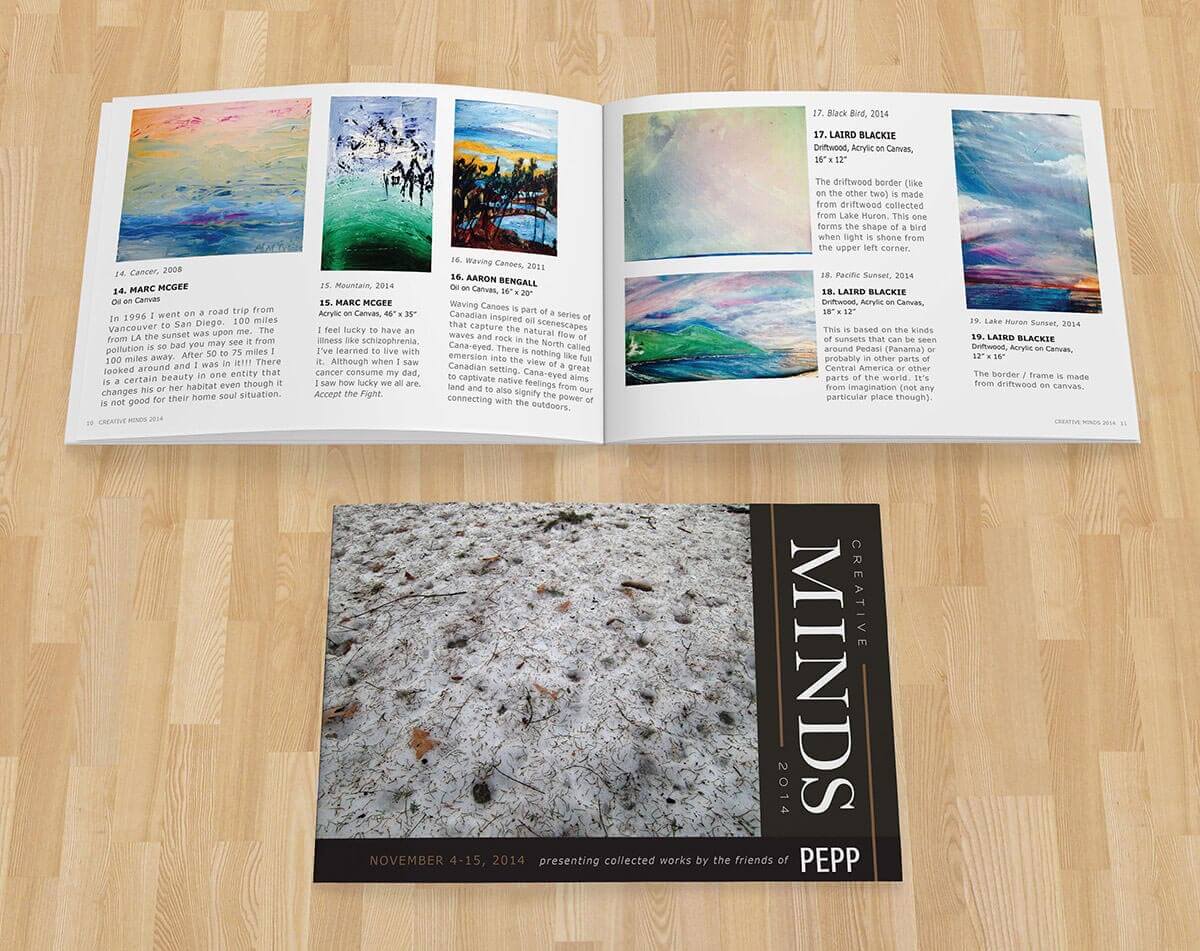 14. Cancer, 2008
14. MARC MCGEE
Oil on Canvas
In 1996 I went on a road trip from
Vancouver to San Diego. 100 miles
from LA the sunset was upon me. The
pollution is so bad you may see it from
100 miles away. After 50 to 75 miles I
looked around and I was in it!!! There
is a certain beauty in one entity that
changes his or her habitat even though it
is not good for their home soul situation.
10 CREATIVE MINDS 2014
15. Mountain, 2014
15. MARC MCGEE
Acrylic on Canvas, 46” x 35”
I feel lucky to have an
illness like schizophrenia.
I’ve learned to live with
it. Although when I saw
cancer consume my dad,
I saw how lucky we all are.
Accept the Fight.
16. Waving Canoes, 2011
16. AARON BENGALL
Oil on Canvas, 16” x 20”
Waving Canoes is part of a series of
Canadian inspired oil scenescapes
that capture the natural flow of
waves and rock in the North called
Cana-eyed. There is nothing like full
emersion into the view of a great
Canadian setting. Cana-eyed aims
to captivate native feelings from our
land and to also signify the power of
connecting with the outdoors.
17. Black Bird, 2014
17. LAIRD BLACKIE
Driftwood, Acrylic on Canvas,
16” x 12”
The driftwood border (like
on the other two) is made
from driftwood collected
from Lake Huron. This one
forms the shape of a bird
when light is shone from
the upper left corner.
18. Pacific Sunset, 2014
18. LAIRD BLACKIE
Driftwood, Acrylic on Canvas,
18” x 12”
This is based on the kinds
of sunsets that can be seen
around Pedasi (Panama) or
probably in other parts of
Central America or other
parts of the world. It’s
from imagination (not any
particular place though).
19. Lake Huron Sunset, 2014
19. LAIRD BLACKIE
Driftwood, Acrylic on Canvas,
12” x 16”
The border / frame is made
from driftwood on canvas.
CREATIVE MINDS 2014 11
CREATIVE
MINDS
2014
NOVEMBER 4-15, 2014 presenting collected works by the friends of PEPP